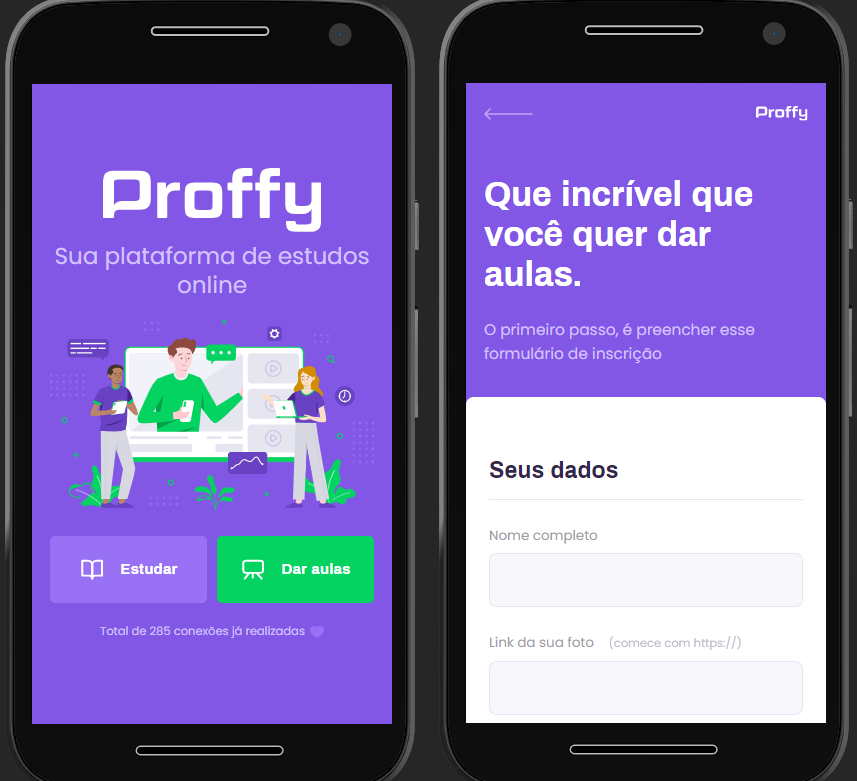 Proffy
Sua plataforma de estudos
online
Estudar
Dar aulas
Total de 285 conexões já realizadas
Proffy
Que incrível que
você quer dar
aulas.
O primeiro passo, é preencher esse
formulário de inscrição
Seus dados
Nome completo
Link da sua foto (comece com https://)